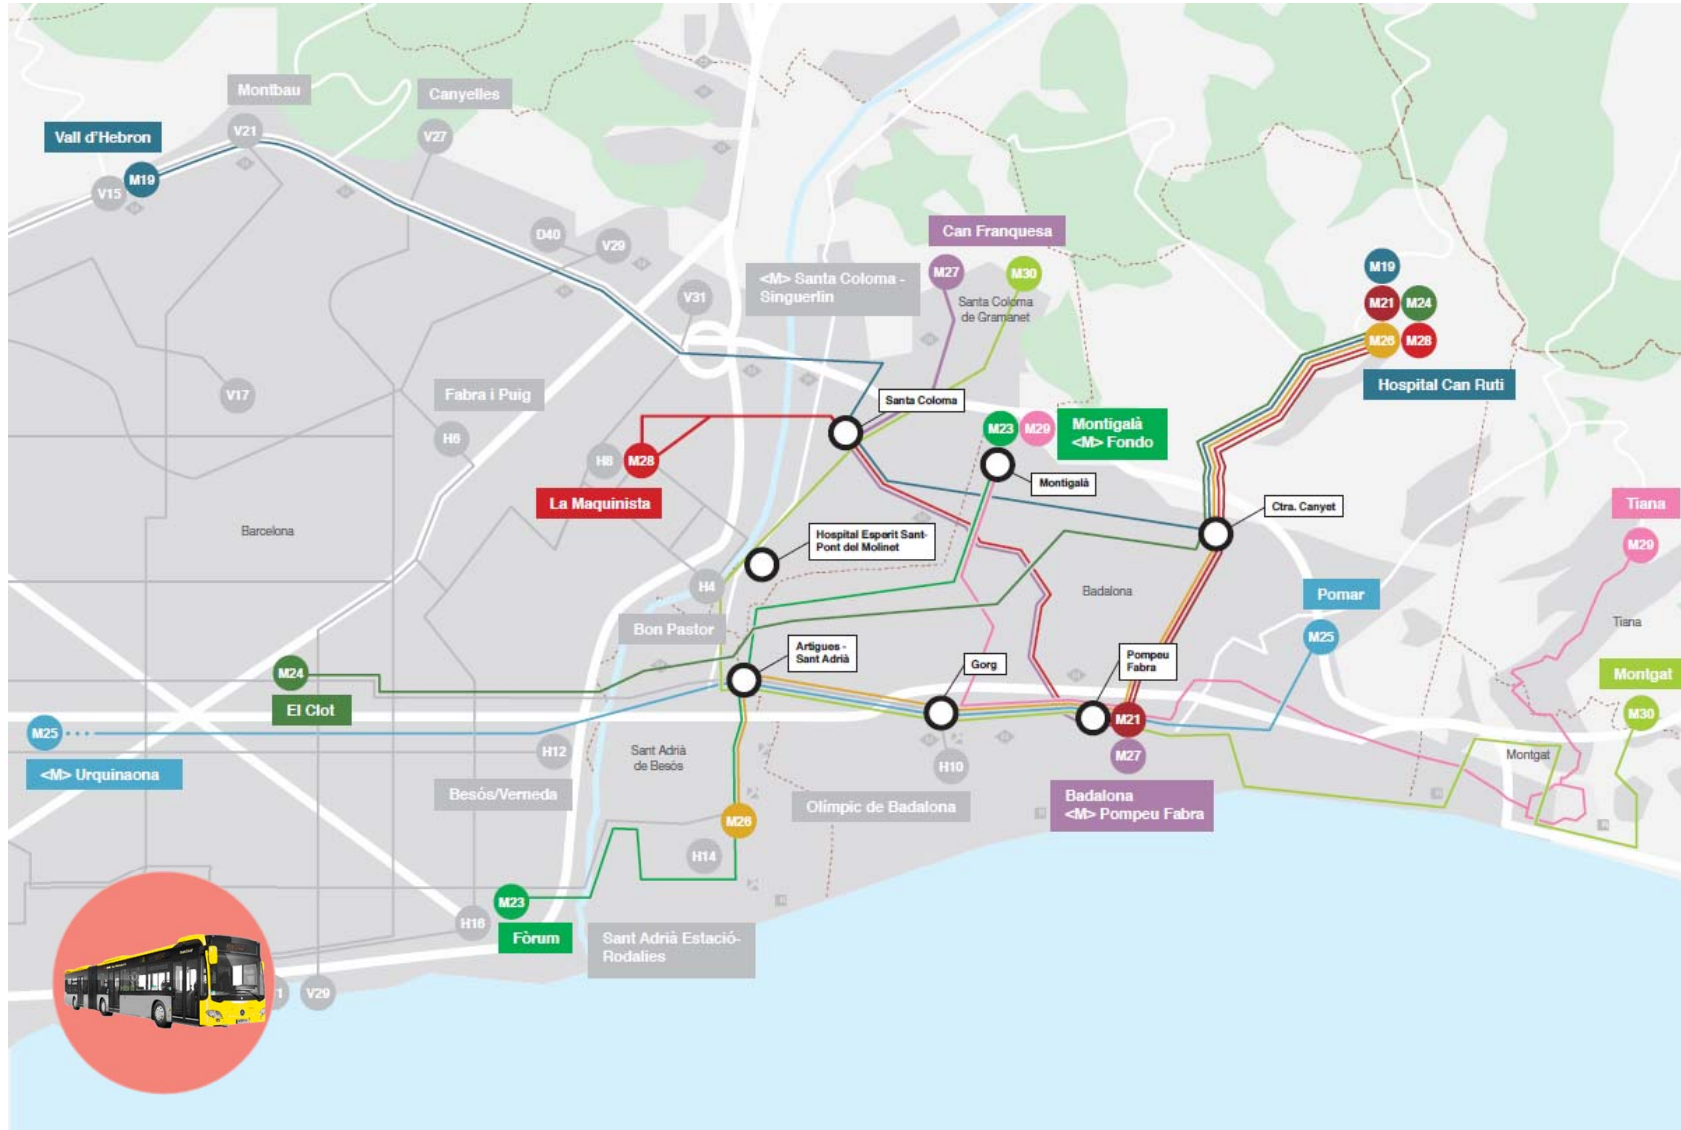 Montbau
V21
Canyelles
V27
Vall d'Hebron
M19
V15
D40
V29
V31
<M> Santa Coloma -
Singuerlin
Can Franquesa
M27
M30
Santa Coloma
de Gramanet
M19
M21
M24
M26
M28
Hospital Can Ruti
V17
Fabra i Puig
H6
H8
M28
La Maquinista
Santa Coloma
M23
M29
Montigalà
<M> Fondo
Montigalà
Ctra. Canyet
Tiana
M29
Barcelona
Hospital Esperit Sant-
Pont del Molinet
H4
Bon Pastor
Badalona
Pomar
M25
Tiana
Artigues -
Sant Adrià
Gorg
Pompeu
Fabra
M24
El Clot
Montgat
M30
M25
<M> Urquinaona
H12
Besós/Verneda
Sant Adrià
de Besós
H10
Olímpic de Badalona
M21
M27
Badalona
<M> Pompeu Fabra
Montgat
M26
H14
M23
Fòrum
H16
Sant Adrià Estació-
Rodalies
V29